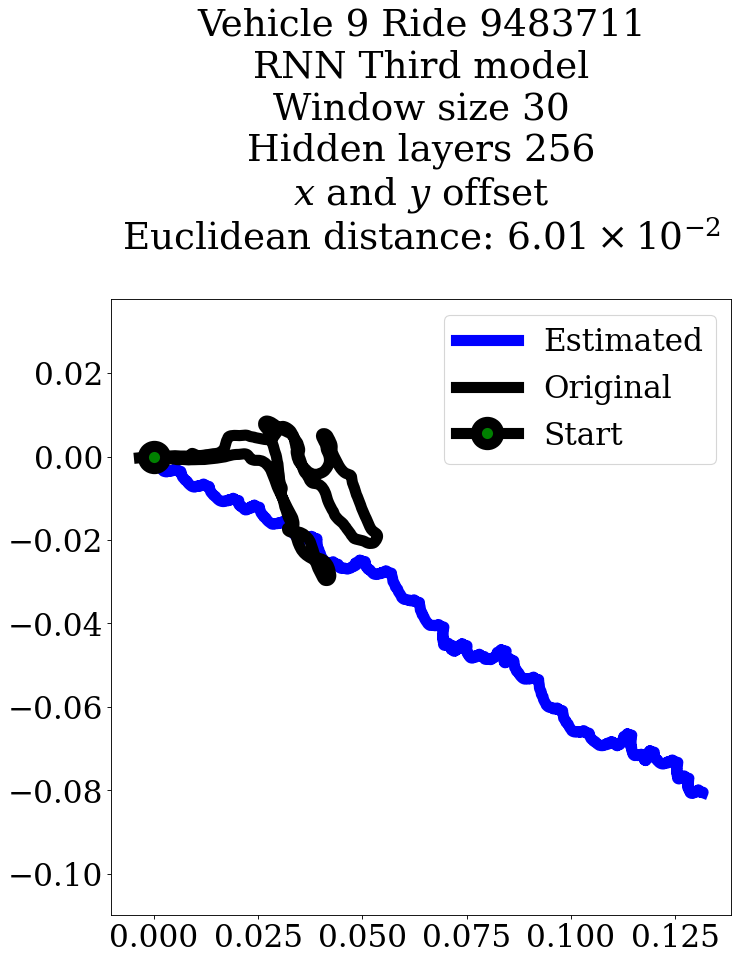 Vehicle 9 Ride 9483711
RNN Third model
Window size 30
Hidden layers 256
x and y offset
Euclidean distance: 6.01 × 10⁻²
Estimated
Original
Start
0.02
0.00
−0.02
−0.04
−0.06
−0.08
−0.10
0.000 0.025 0.050 0.075 0.100 0.125